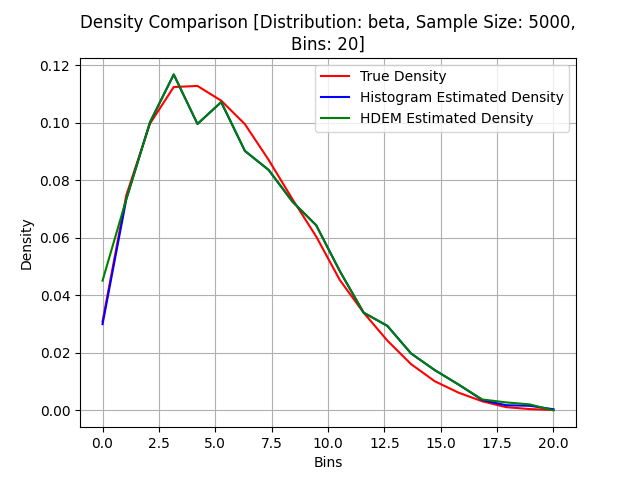 Density Comparison [Distribution: beta, Sample Size: 5000,
Bins: 20]
0.12
0.10
0.08
0.06
0.04
0.02
0.00
Density
True Density
Histogram Estimated Density
HDEM Estimated Density
0.0 2.5 5.0 7.5 10.0 12.5 15.0 17.5 20.0
Bins